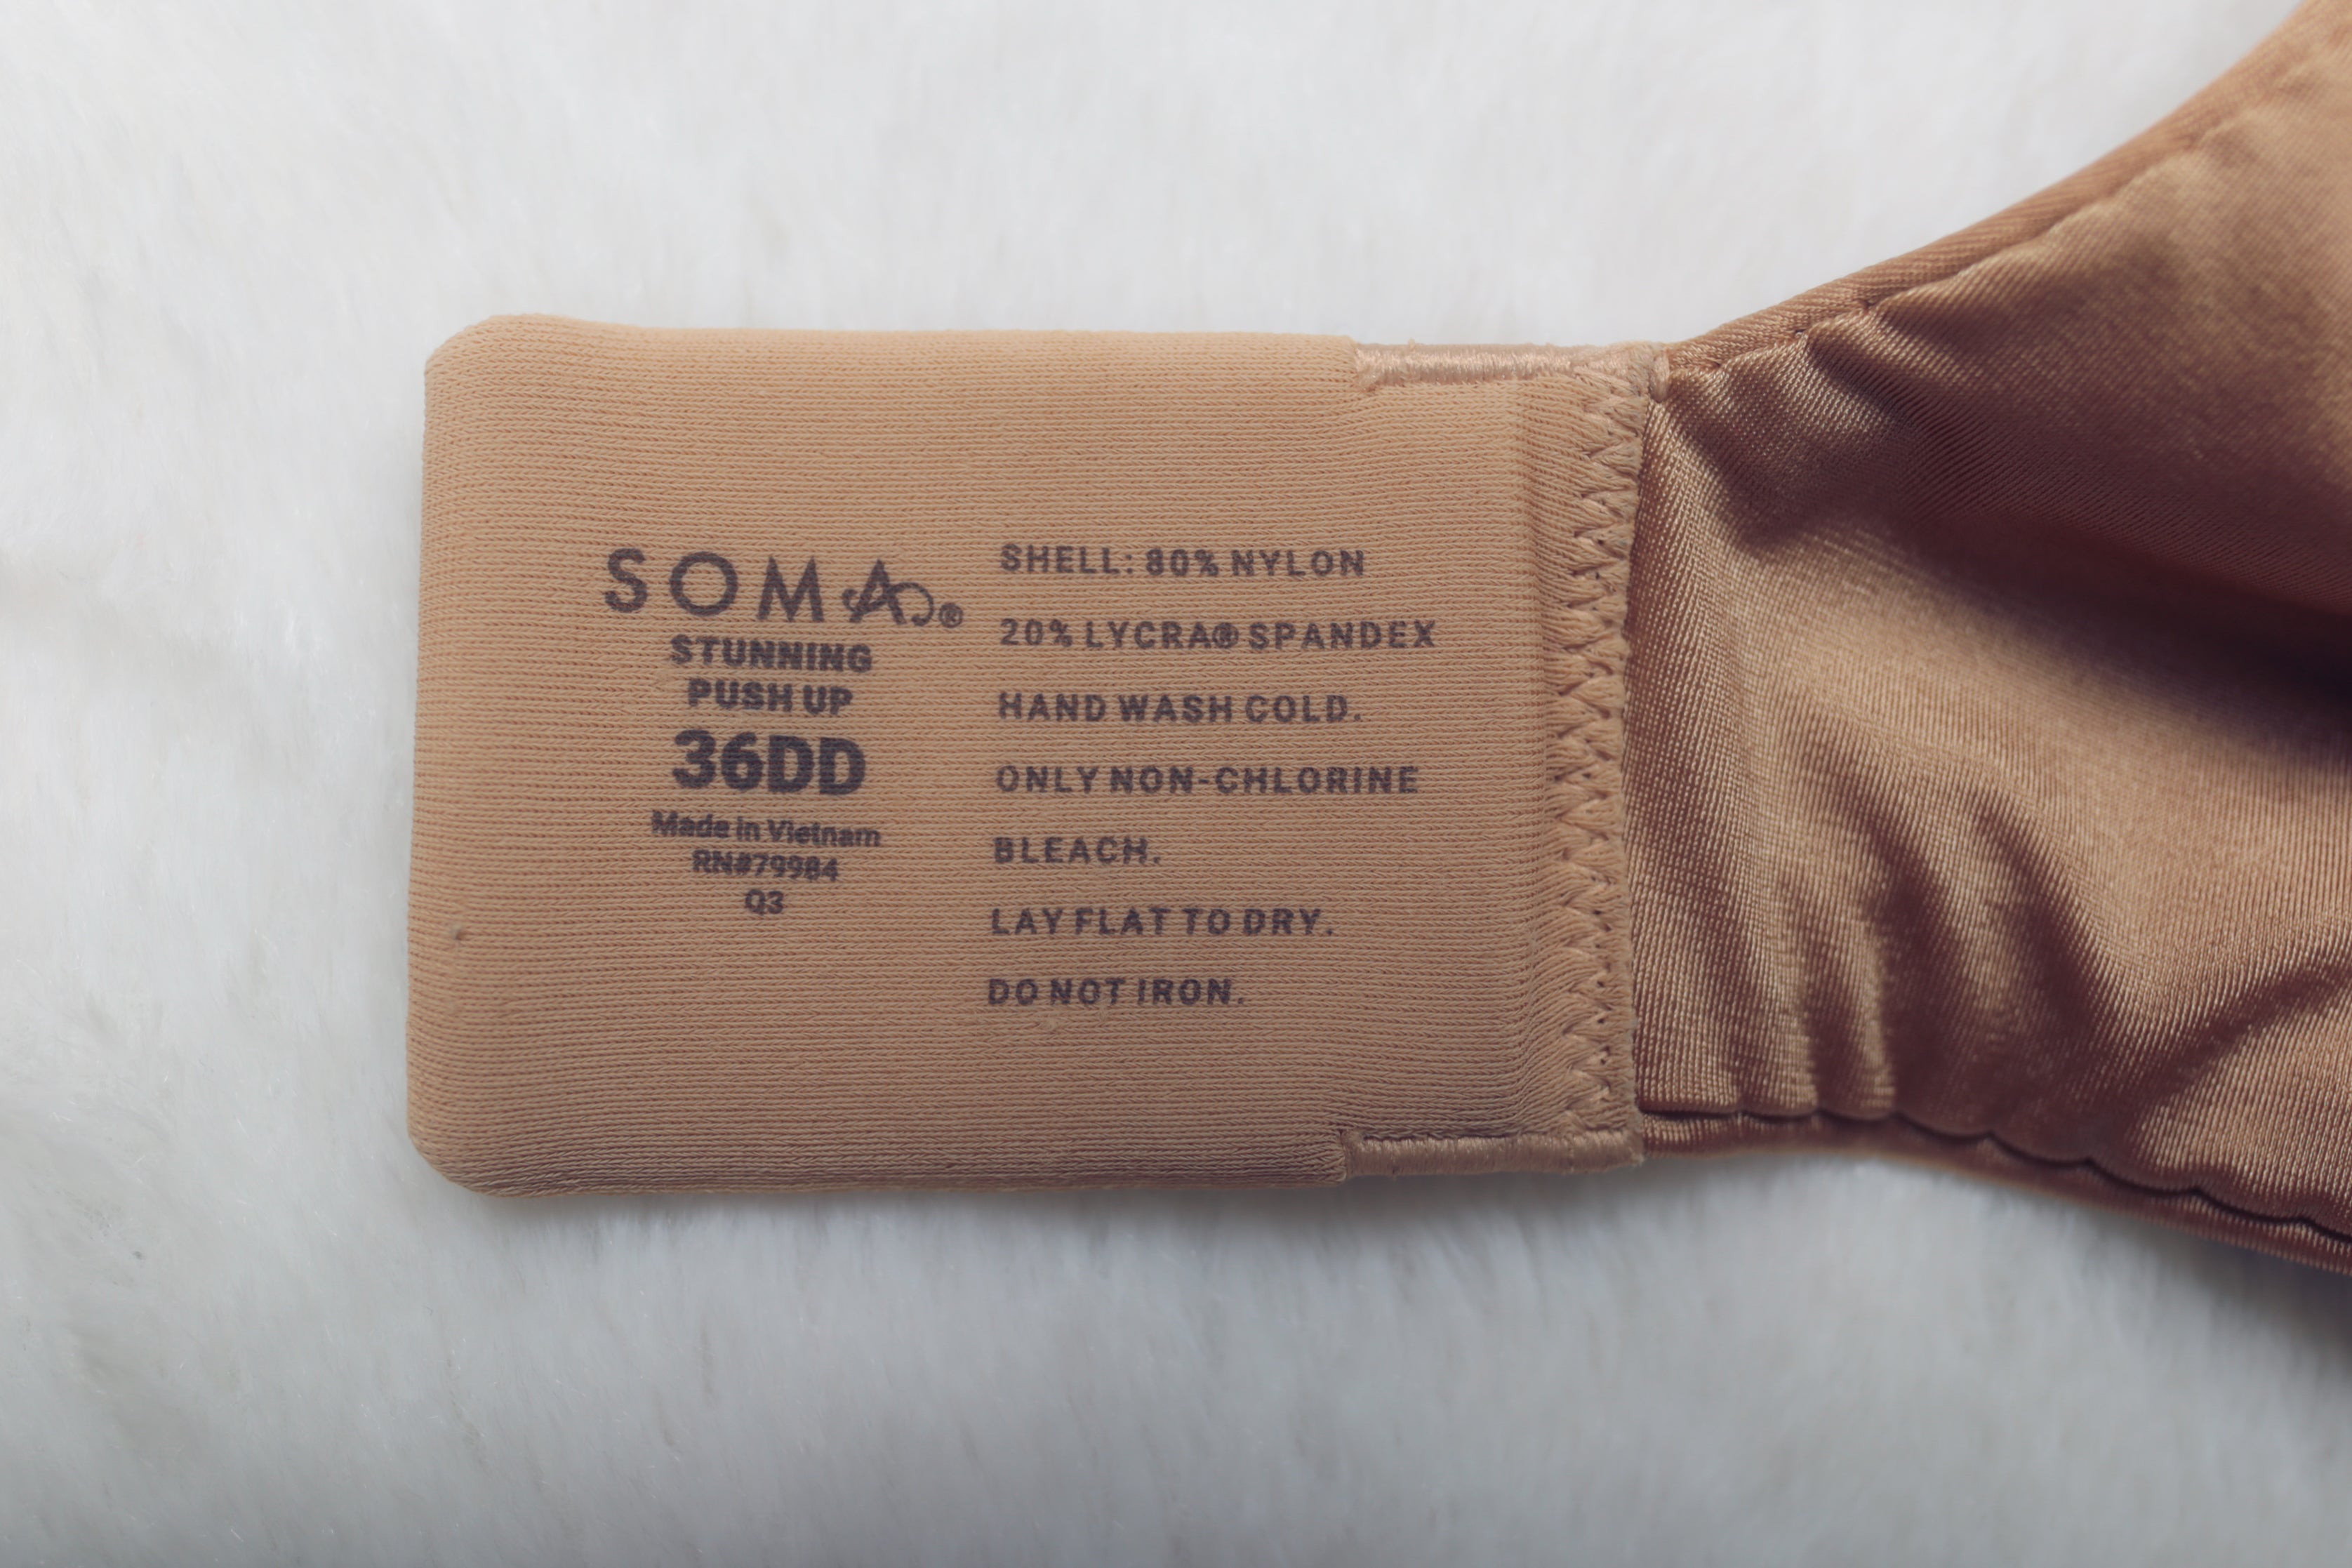 SOMA®
STUNNING
PUSH UP
36DD
Made in Vietnam
RN#79984
Q3
SHELL: 80% NYLON
20% LYCRA® SPANDEX
HAND WASH COLD.
ONLY NON-CHLORINE
BLEACH.
LAY FLAT TO DRY.
DO NOT IRON.